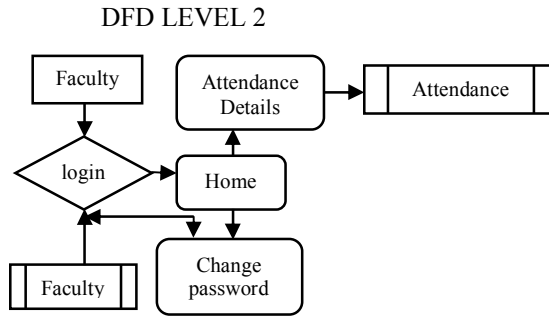 DFD LEVEL 2
Faculty
Attendance
Details
Attendance
login
Home
Change
password
Faculty